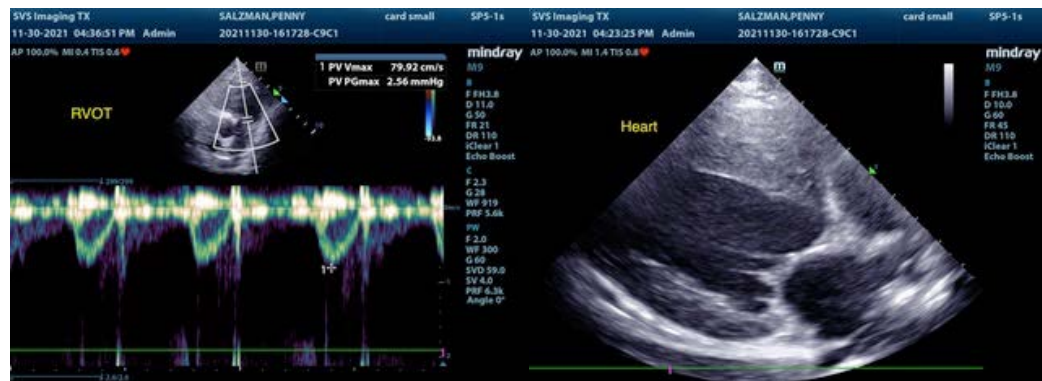 SVS Imaging TX SALZMAN,PENNY card small SP5-1s
11-30-2021 04:36:51 PM Admin 20211130-161728-C9C1
AP 100.0% MI 0.4 TIS 0.6
mindray
M9
1 PV Vmax 79.92 cm/s
PV PGmax 2.56 mmHg
RVOT
B
F FH3.8
D 11.0
G 50
FR 21
DR 110
iClear 1
Echo Boost
C
F 2.3
G 28
WF 919
PRF 5.6k
PW
F 2.0
WF 300
G 60
SVD 59.0
SV 4.0
PRF 6.3k
Angle 0°
1
SVS Imaging TX SALZMAN,PENNY card small SP5-1s
11-30-2021 04:23:25 PM Admin 20211130-161728-C9C1
AP 100.0% MI 1.4 TIS 0.8
mindray
M9
Heart
B
F FH3.8
D 10.0
G 60
FR 45
DR 110
iClear 1
Echo Boost